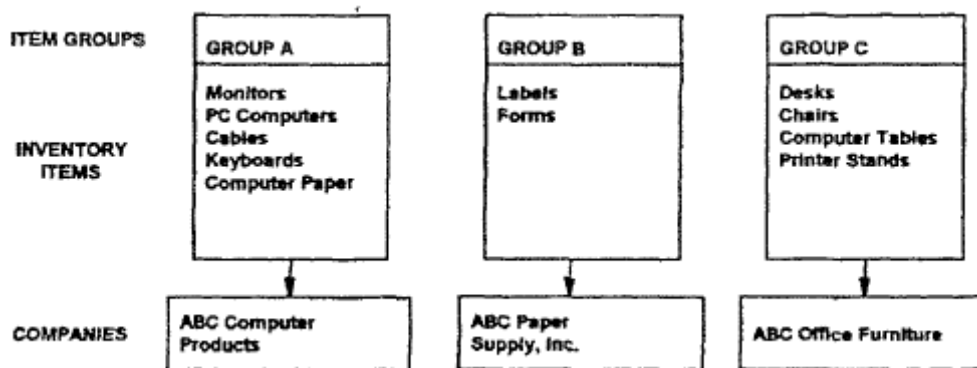 ITEM GROUPS
GROUP A
GROUP B
GROUP C
INVENTORY
ITEMS
Monitors
PC Computers
Cables
Keyboards
Computer Paper
Labels
Forms
Desks
Chairs
Computer Tables
Printer Stands
COMPANIES
ABC Computer
Products
ABC Paper
Supply, Inc.
ABC Office Furniture